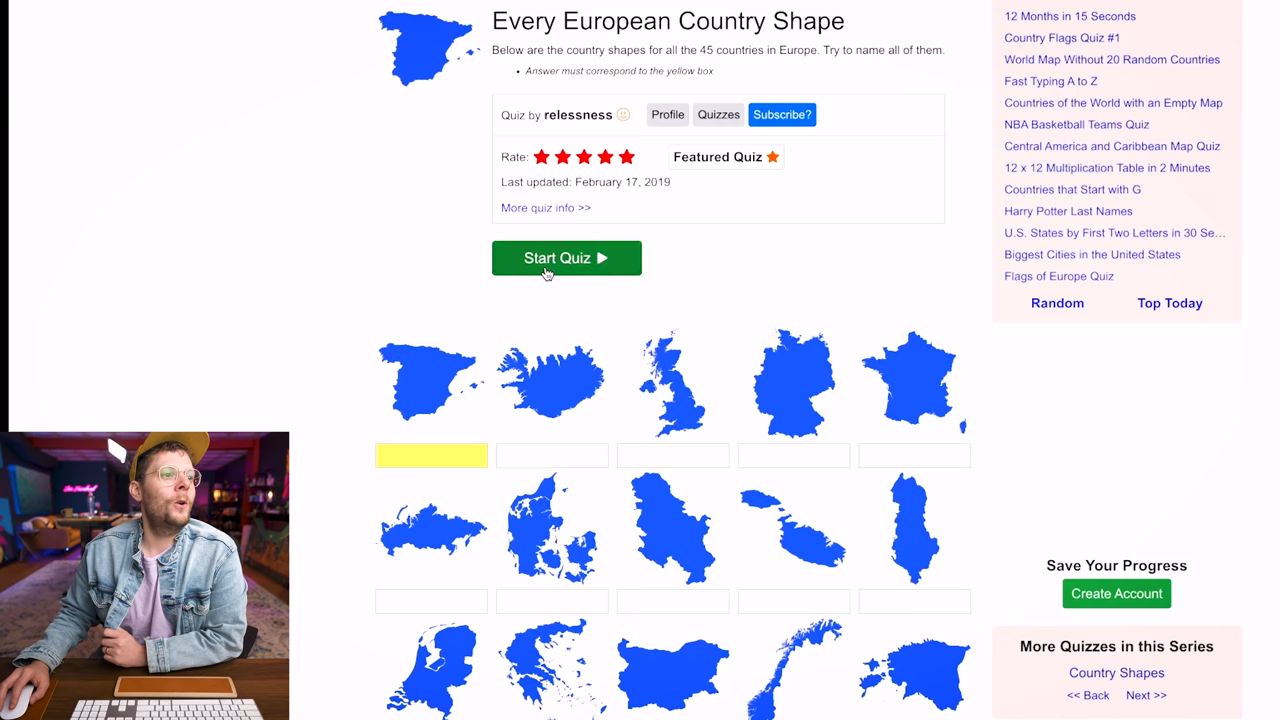 Every European Country Shape
Below are the country shapes for all the 45 countries in Europe. Try to name all of them.
• Answer must correspond to the yellow box
Quiz by relessness
Profile
Quizzes
Subscribe?
Rate:
Featured Quiz
Last updated: February 17, 2019
More quiz info >>
Start Quiz
12 Months in 15 Seconds
Country Flags Quiz #1
World Map Without 20 Random Countries
Fast Typing A to Z
Countries of the World with an Empty Map
NBA Basketball Teams Quiz
Central America and Caribbean Map Quiz
12 x 12 Multiplication Table in 2 Minutes
Countries that Start with G
Harry Potter Last Names
U.S. States by First Two Letters in 30 Se...
Biggest Cities in the United States
Flags of Europe Quiz
Random
Top Today
Save Your Progress
Create Account
More Quizzes in this Series
Country Shapes
<< Back
Next >>